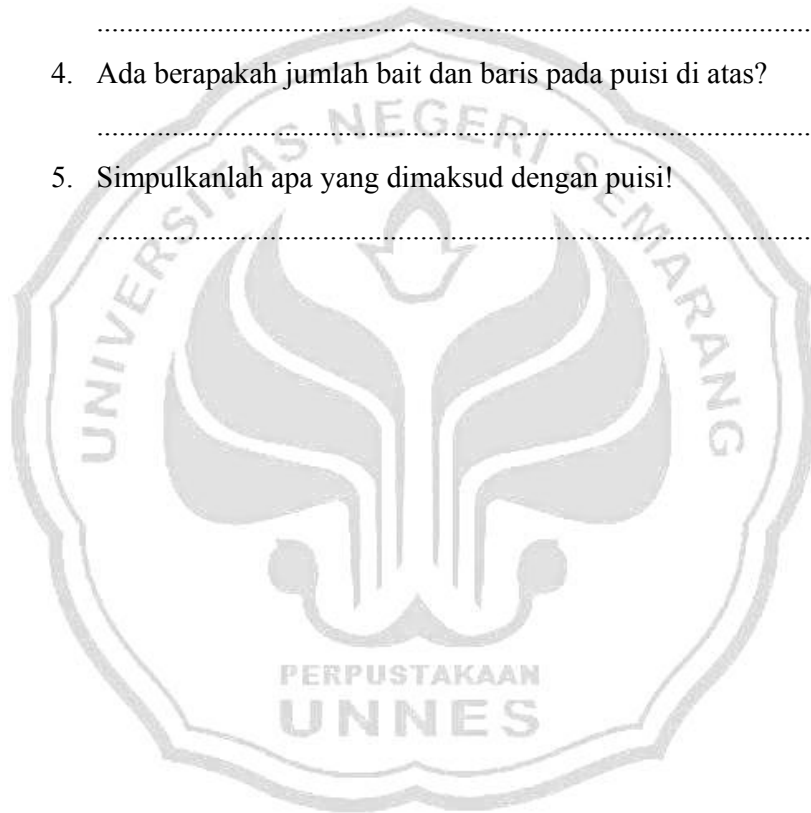 ................................................................................................
4. Ada berapakah jumlah bait dan baris pada puisi di atas?
................................................................................................
5. Simpulkanlah apa yang dimaksud dengan puisi!
................................................................................................
UNIVERSITAS NEGERI SEMARANG
PERPUSTAKAAN
UNNES